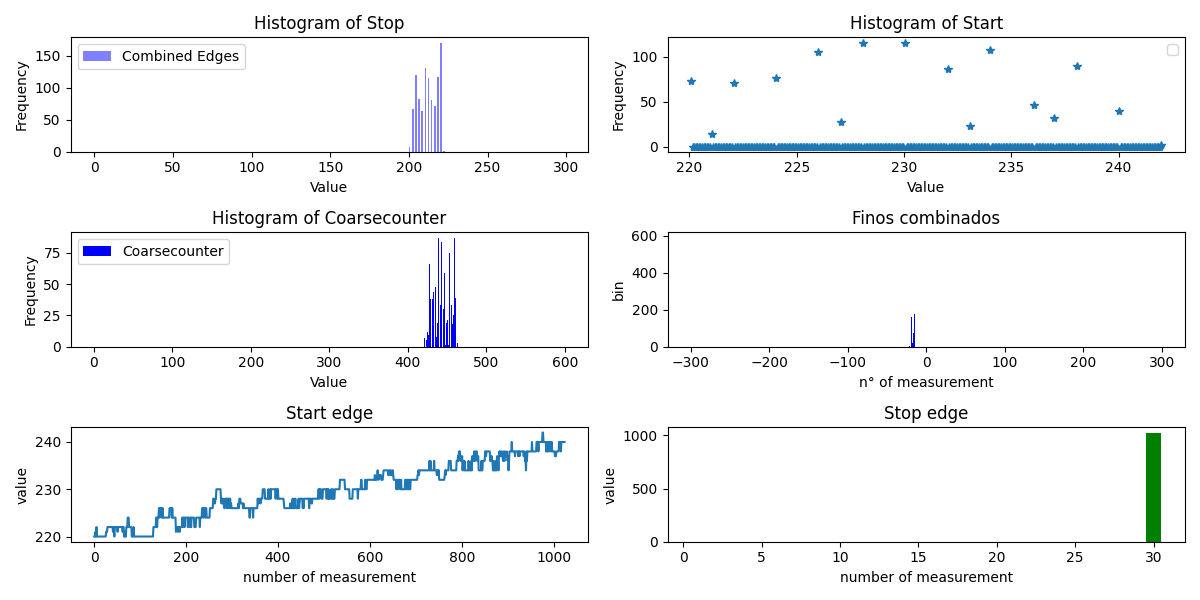 Histogram of Stop
Frequency
150
100
50
0
Combined Edges
0 50 100 150 200 250 300
Value
Histogram of Start
Frequency
100
50
0
220 225 230 235 240
Value
Histogram of Coarsecounter
Frequency
75
50
25
0
Coarsecounter
0 100 200 300 400 500 600
Value
Finos combinados
bin
600
400
200
0
−300 −200 −100 0 100 200 300
n° of measurement
Start edge
value
240
230
220
0 200 400 600 800 1000
number of measurement
Stop edge
value
1000
500
0
0 5 10 15 20 25 30
number of measurement